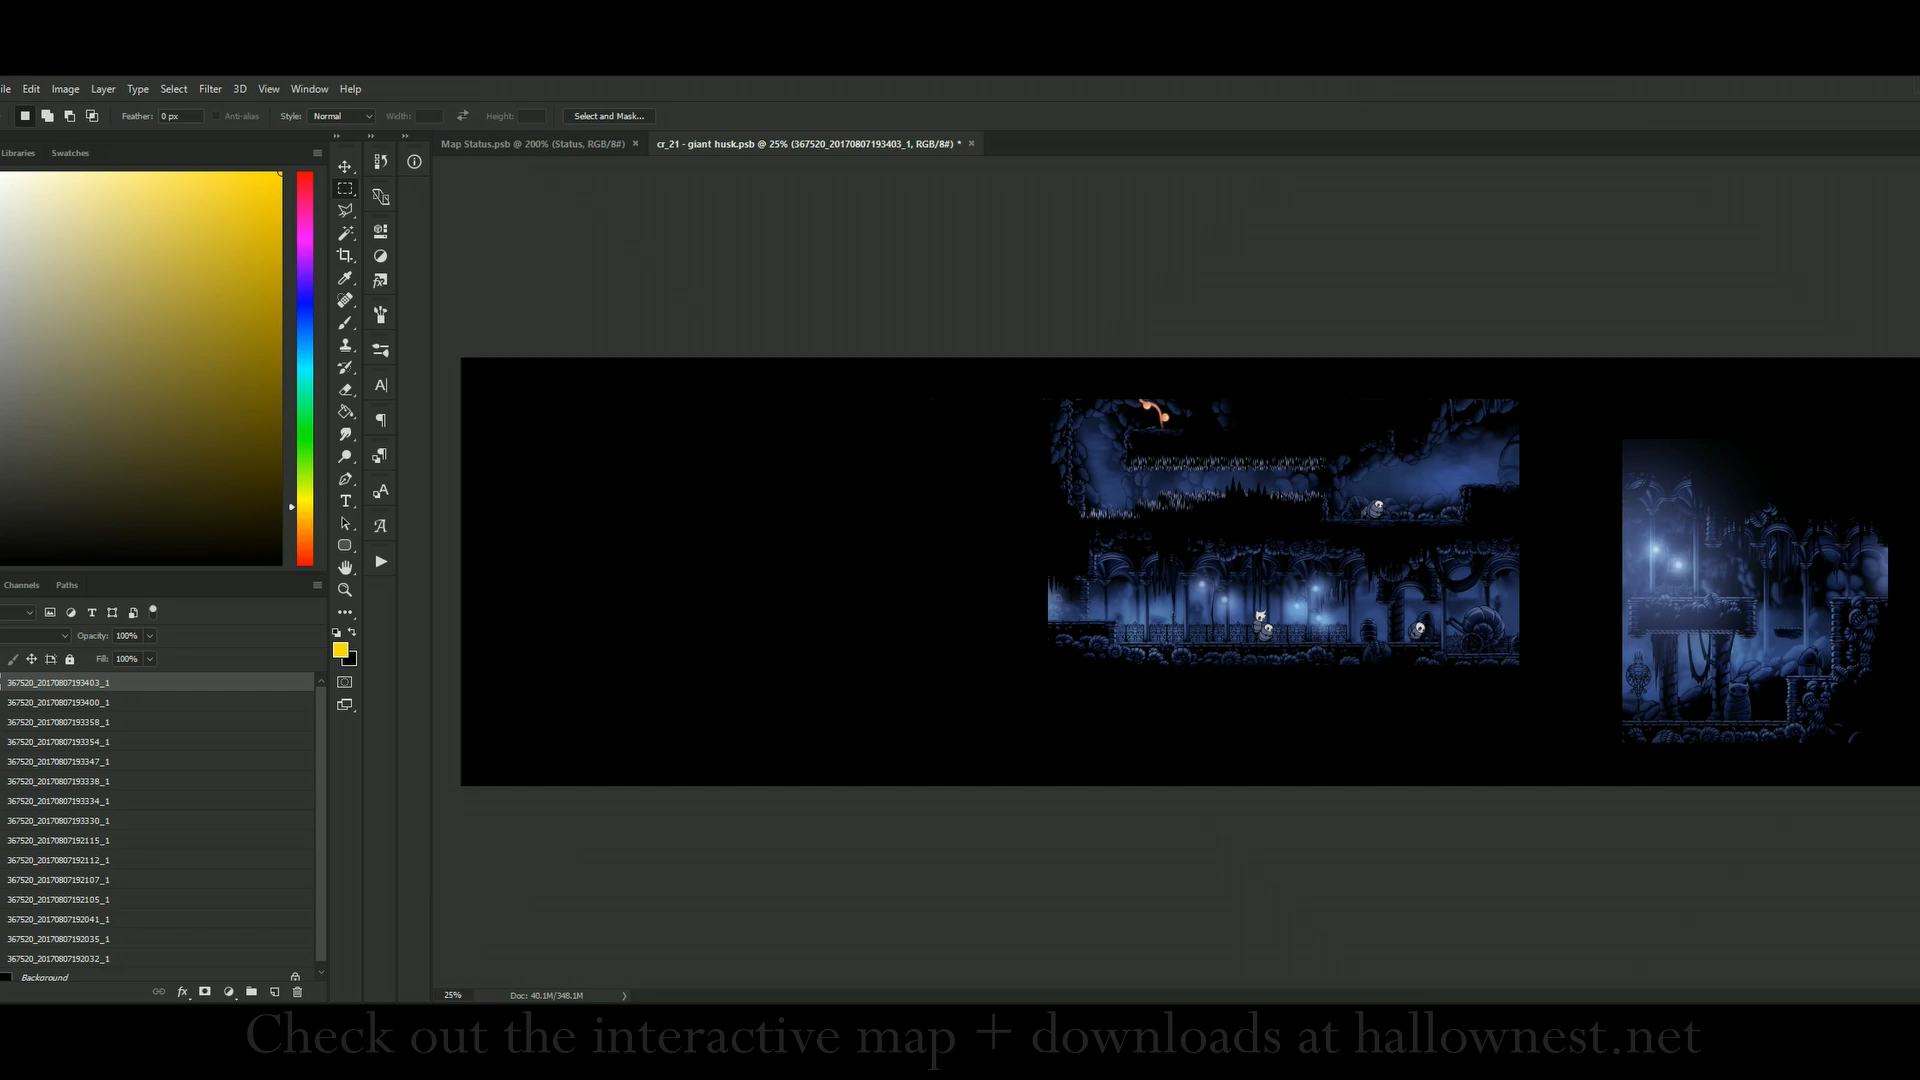 ile Edit Image Layer Type Select Filter 3D View Window Help
Feather: 0 px Anti-alias Style: Normal Width: Height: Select and Mask...
Libraries Swatches
Map Status.psb @ 200% (Status, RGB/8#) × cr_21 - giant husk.psb @ 25% (367520_20170807193403_1, RGB/8#) * ×
Channels Paths
Opacity: 100%
Fill: 100%
367520_20170807193403_1
367520_20170807193400_1
367520_20170807193358_1
367520_20170807193354_1
367520_20170807193347_1
367520_20170807193338_1
367520_20170807193334_1
367520_20170807193330_1
367520_20170807192115_1
367520_20170807192112_1
367520_20170807192107_1
367520_20170807192105_1
367520_20170807192041_1
367520_20170807192035_1
367520_20170807192032_1
Background
25% Doc: 40.1M/348.1M
Check out the interactive map + downloads at hallownest.net